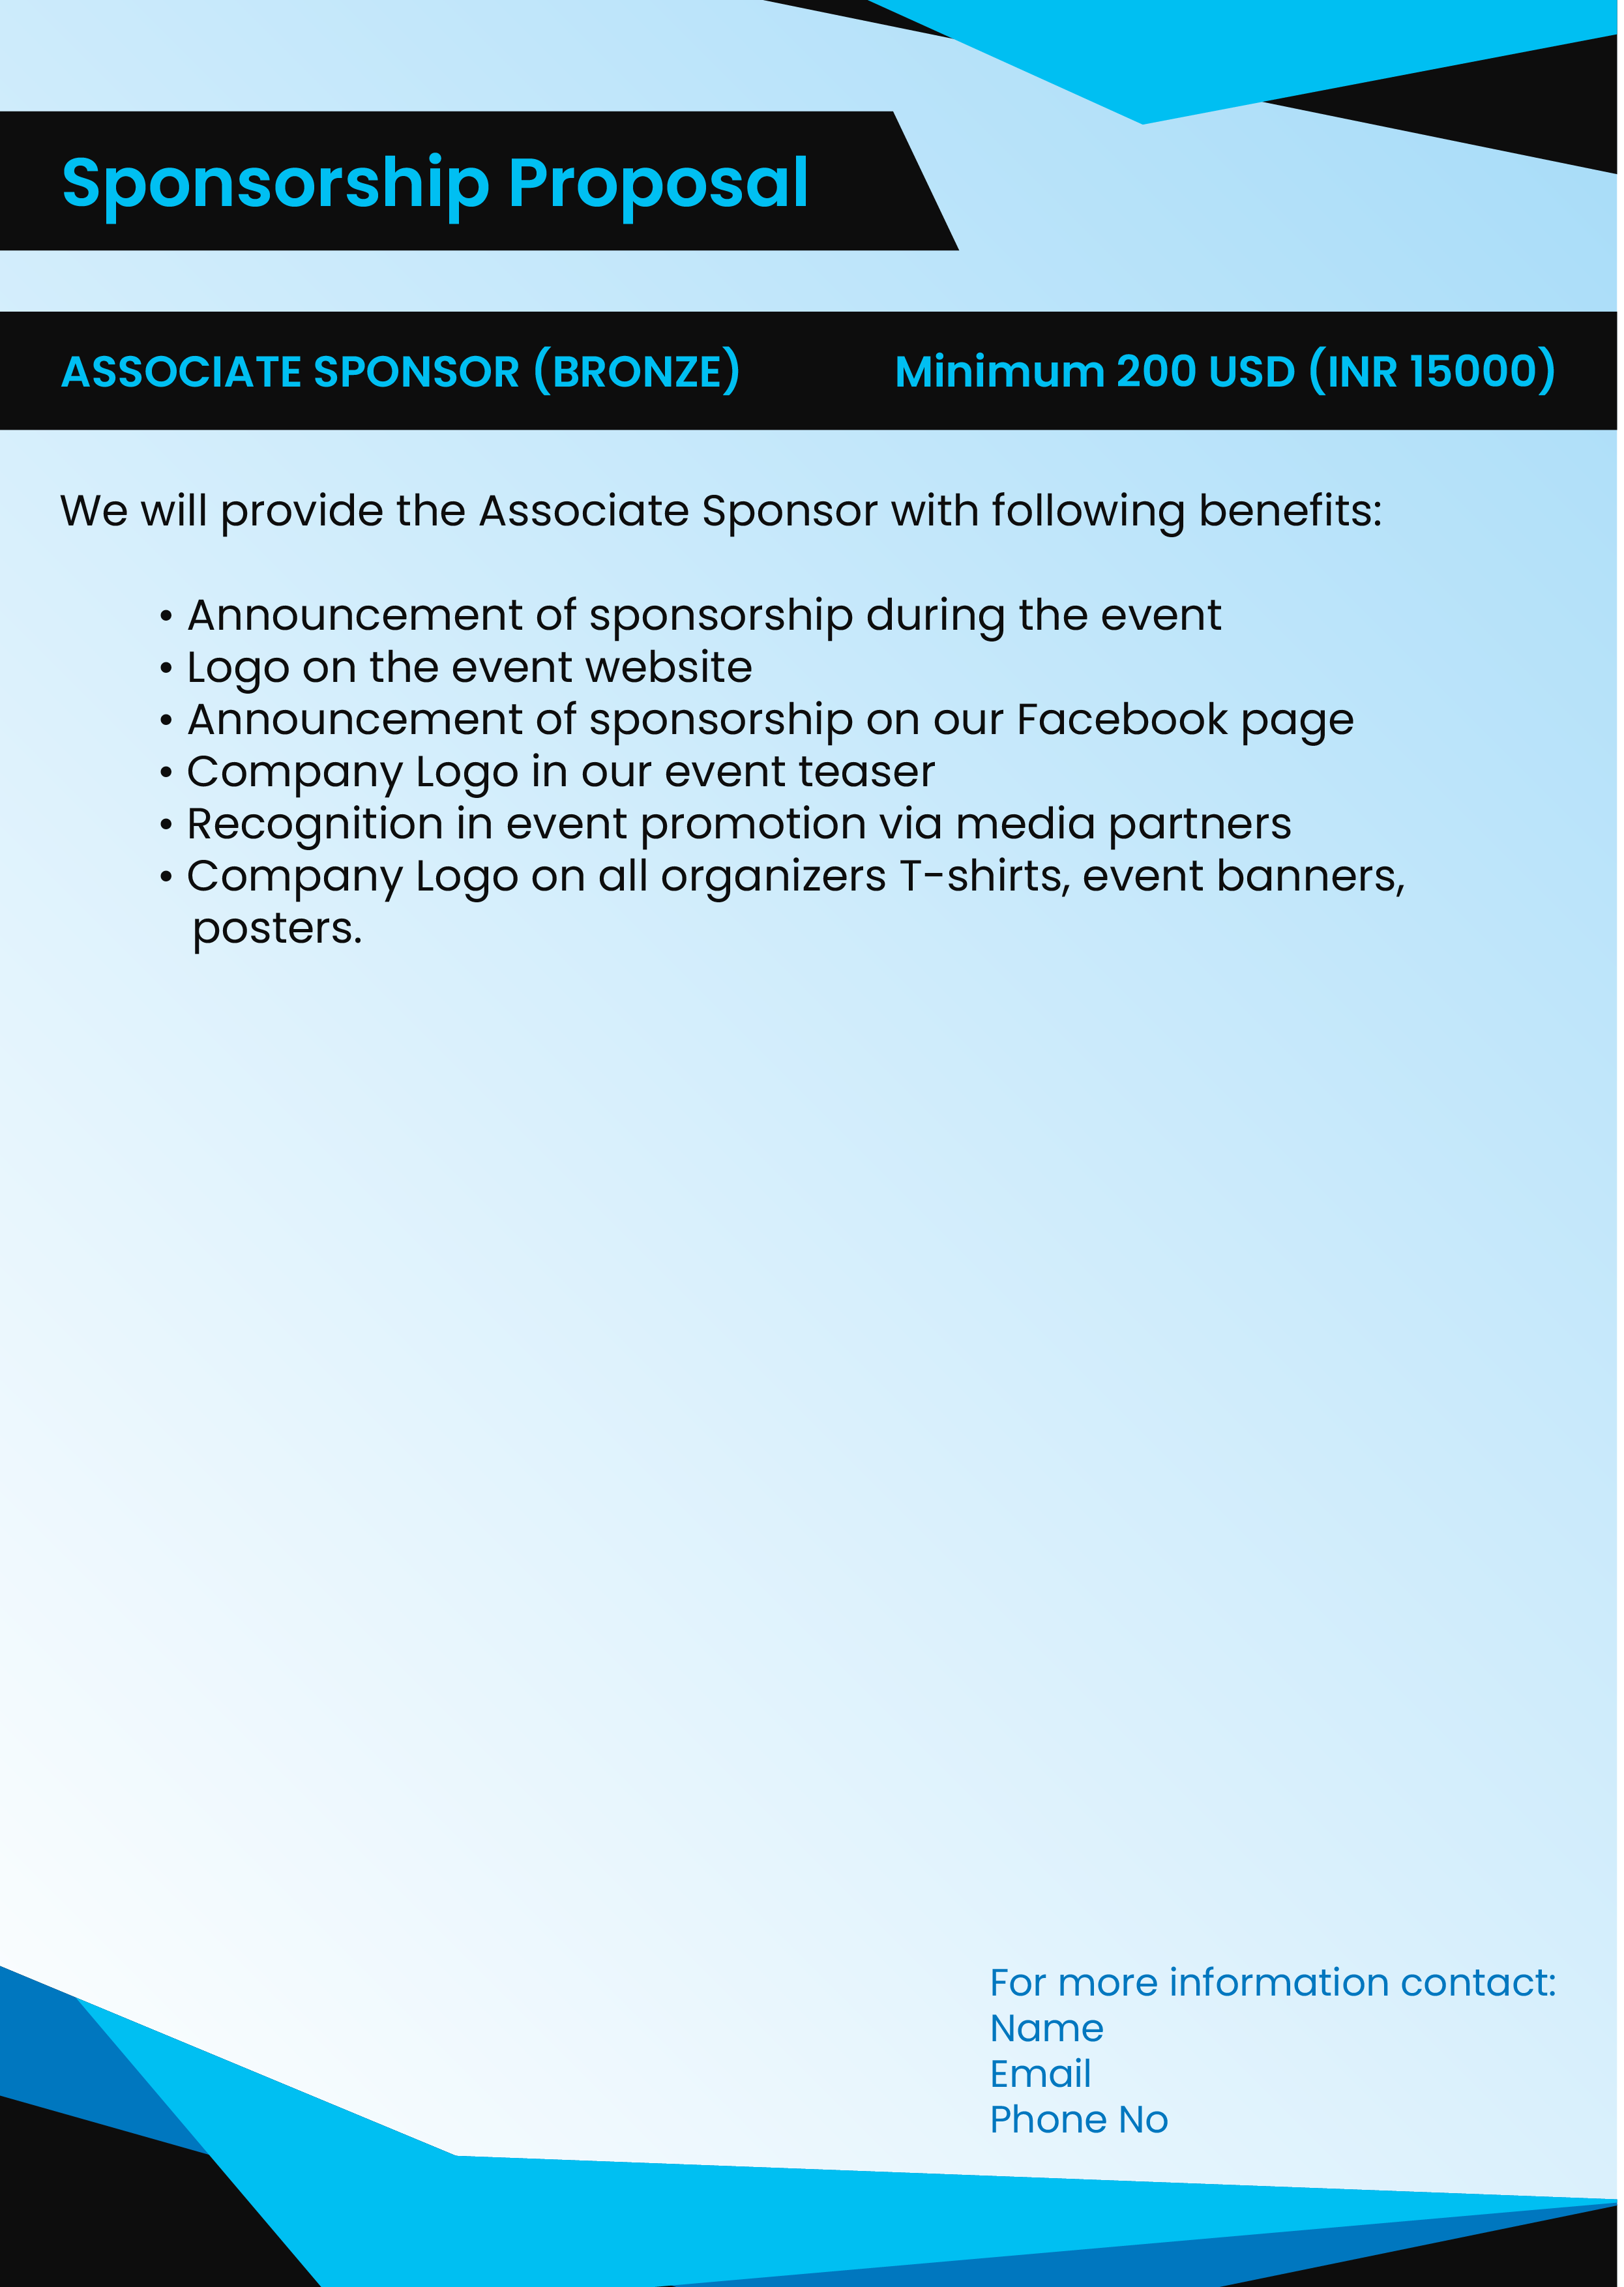 Sponsorship Proposal
ASSOCIATE SPONSOR (BRONZE) Minimum 200 USD (INR 15000)
We will provide the Associate Sponsor with following benefits:
• Announcement of sponsorship during the event
• Logo on the event website
• Announcement of sponsorship on our Facebook page
• Company Logo in our event teaser
• Recognition in event promotion via media partners
• Company Logo on all organizers T-shirts, event banners,
posters.
For more information contact:
Name
Email
Phone No